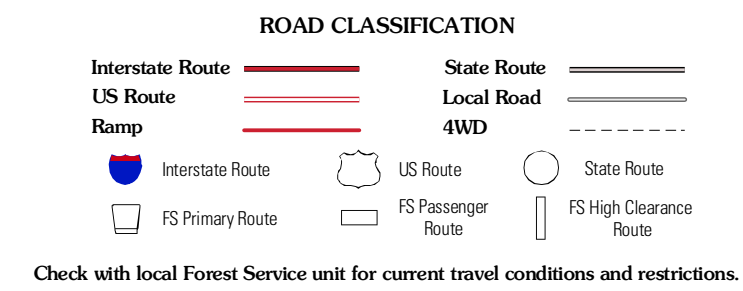 ROAD CLASSIFICATION
Interstate Route
State Route
US Route
Local Road
Ramp
4WD
Interstate Route
US Route
State Route
FS Primary Route
FS Passenger
Route
FS High Clearance
Route
Check with local Forest Service unit for current travel conditions and restrictions.